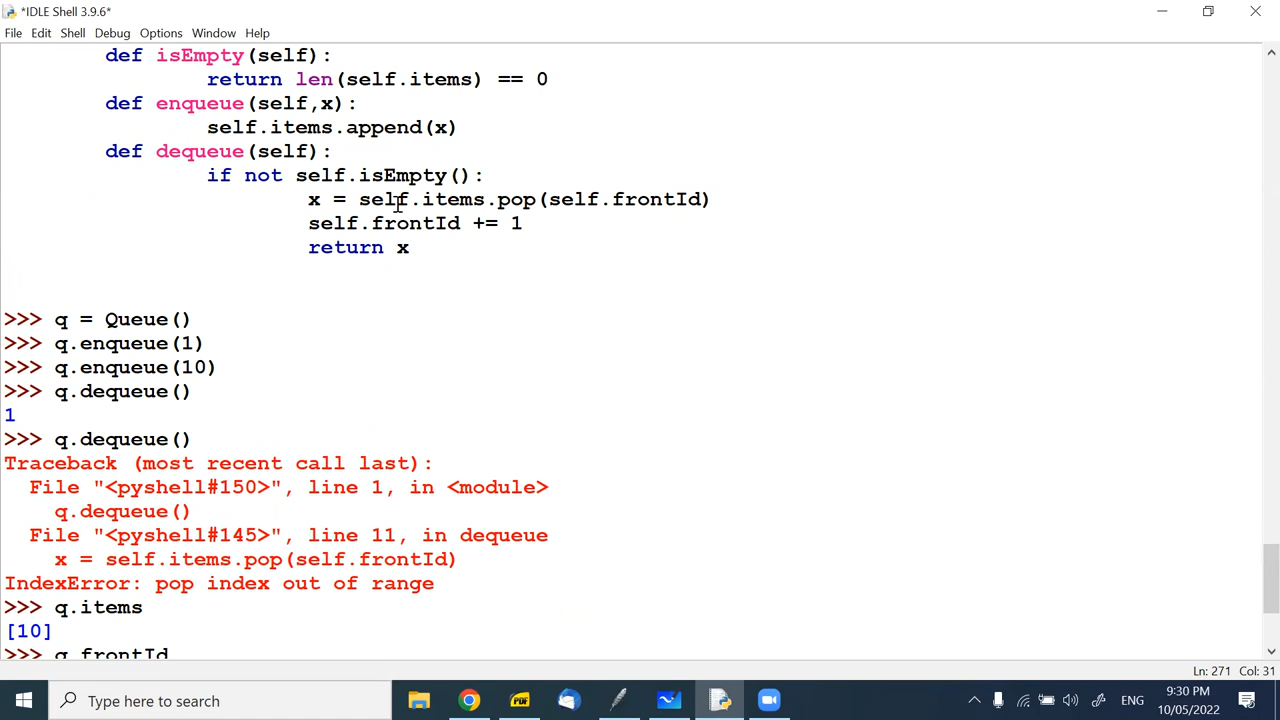 *IDLE Shell 3.9.6*
File Edit Shell Debug Options Window Help
def isEmpty(self):
return len(self.items) == 0
def enqueue(self,x):
self.items.append(x)
def dequeue(self):
if not self.isEmpty():
x = self.items.pop(self.frontId)
self.frontId += 1
return x
>>> q = Queue()
>>> q.enqueue(1)
>>> q.enqueue(10)
>>> q.dequeue()
1
>>> q.dequeue()
Traceback (most recent call last):
File "<pyshell#150>", line 1, in <module>
q.dequeue()
File "<pyshell#145>", line 11, in dequeue
x = self.items.pop(self.frontId)
IndexError: pop index out of range
>>> q.items
[10]
>>> q.frontId
Ln: 271 Col: 31
Type here to search
PDF
ENG
9:30 PM
10/05/2022